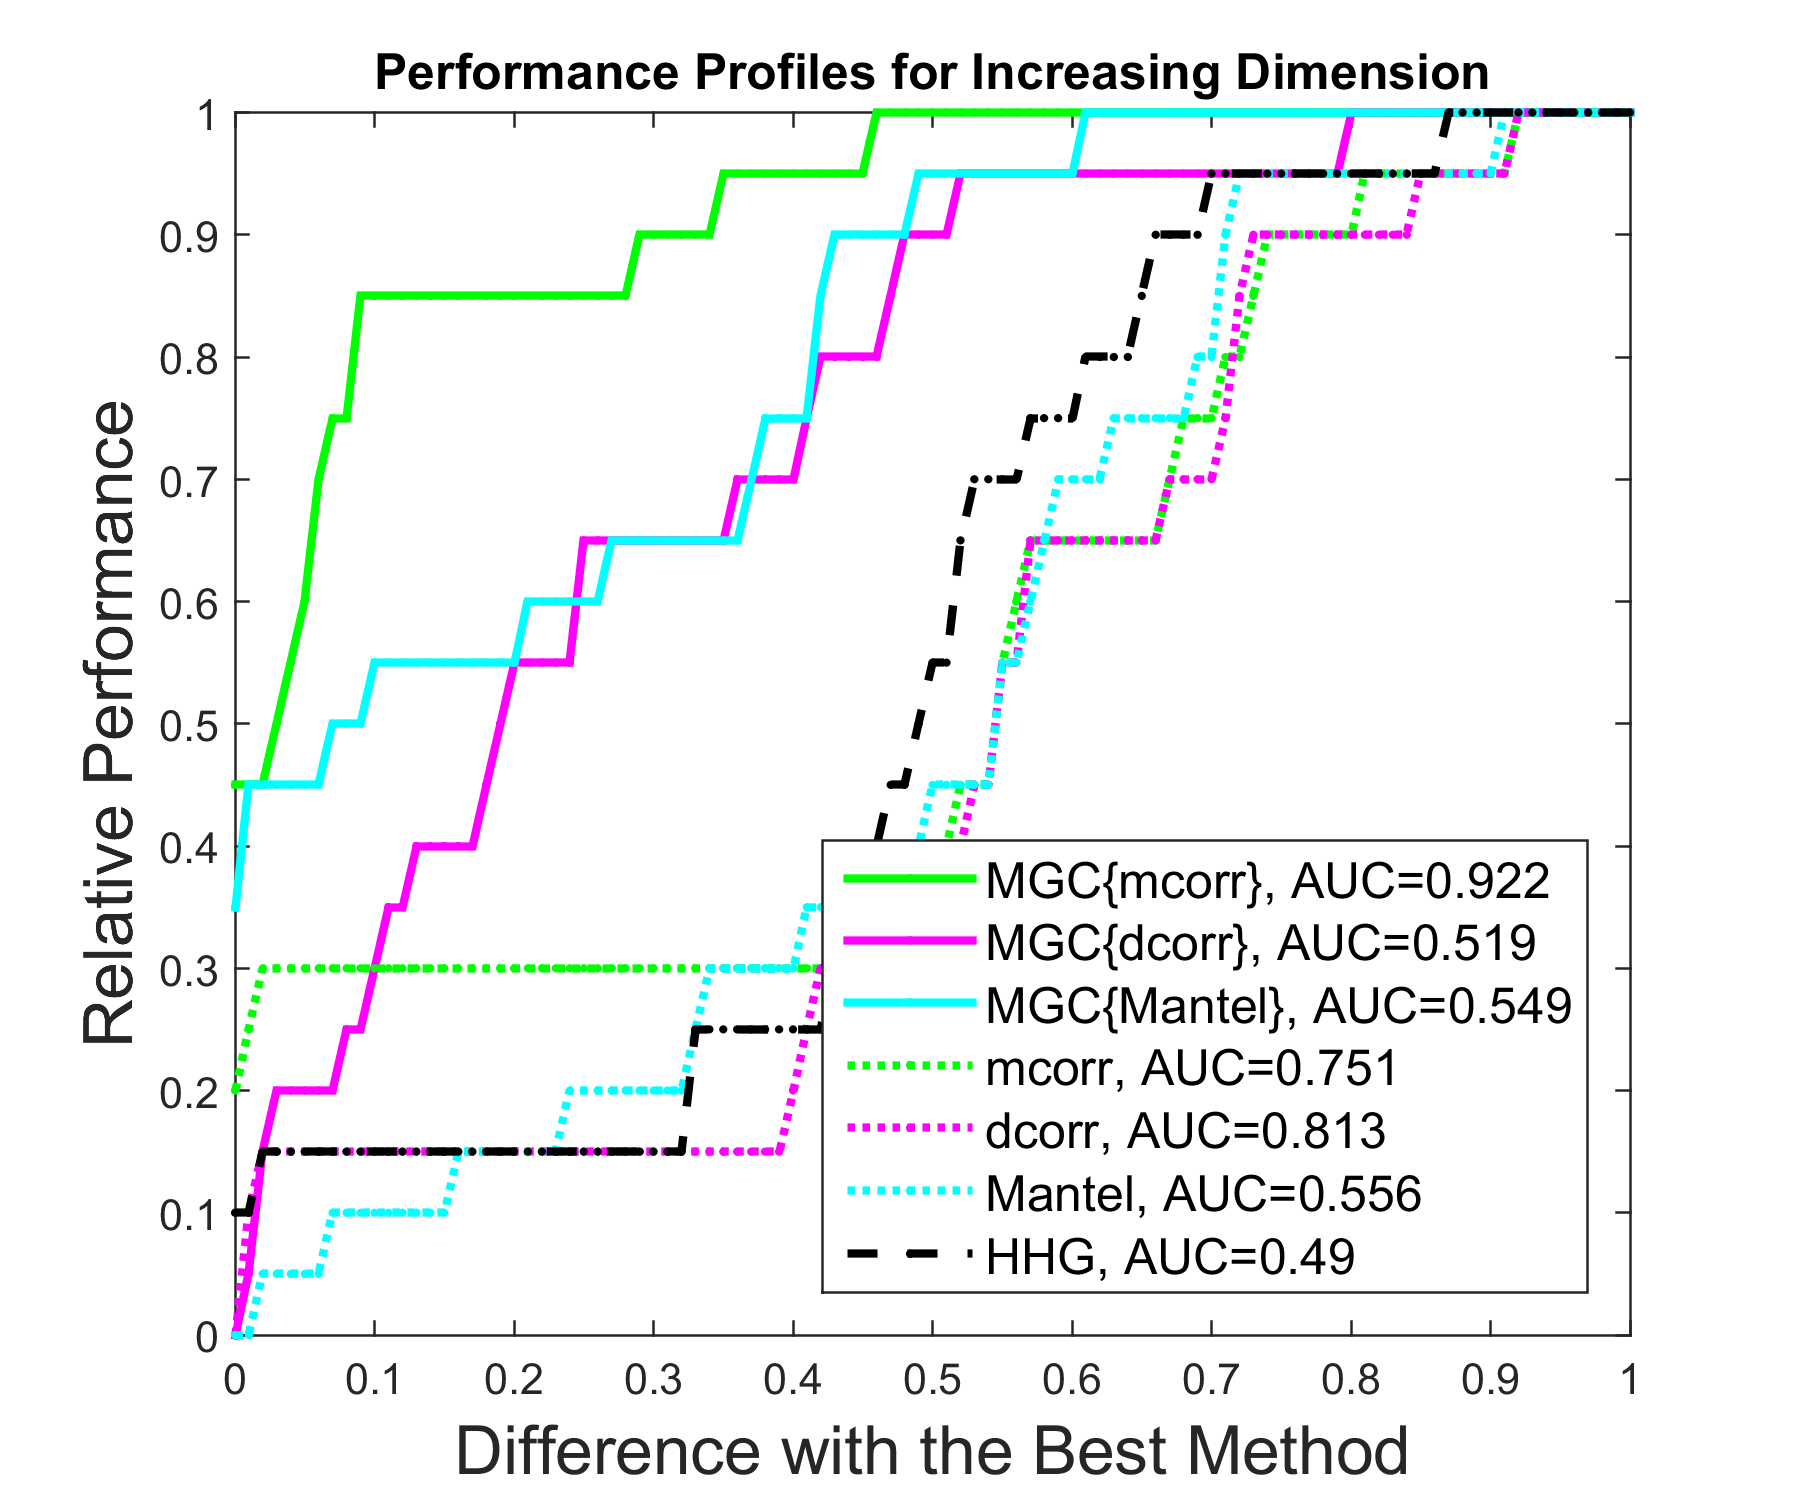 Performance Profiles for Increasing Dimension
1
0.9
0.8
0.7
0.6
0.5
0.4
0.3
0.2
0.1
0
Relative Performance
MGC{mcorr}, AUC=0.922
MGC{dcorr}, AUC=0.519
MGC{Mantel}, AUC=0.549
mcorr, AUC=0.751
dcorr, AUC=0.813
Mantel, AUC=0.556
HHG, AUC=0.49
0 0.1 0.2 0.3 0.4 0.5 0.6 0.7 0.8 0.9 1
Difference with the Best Method